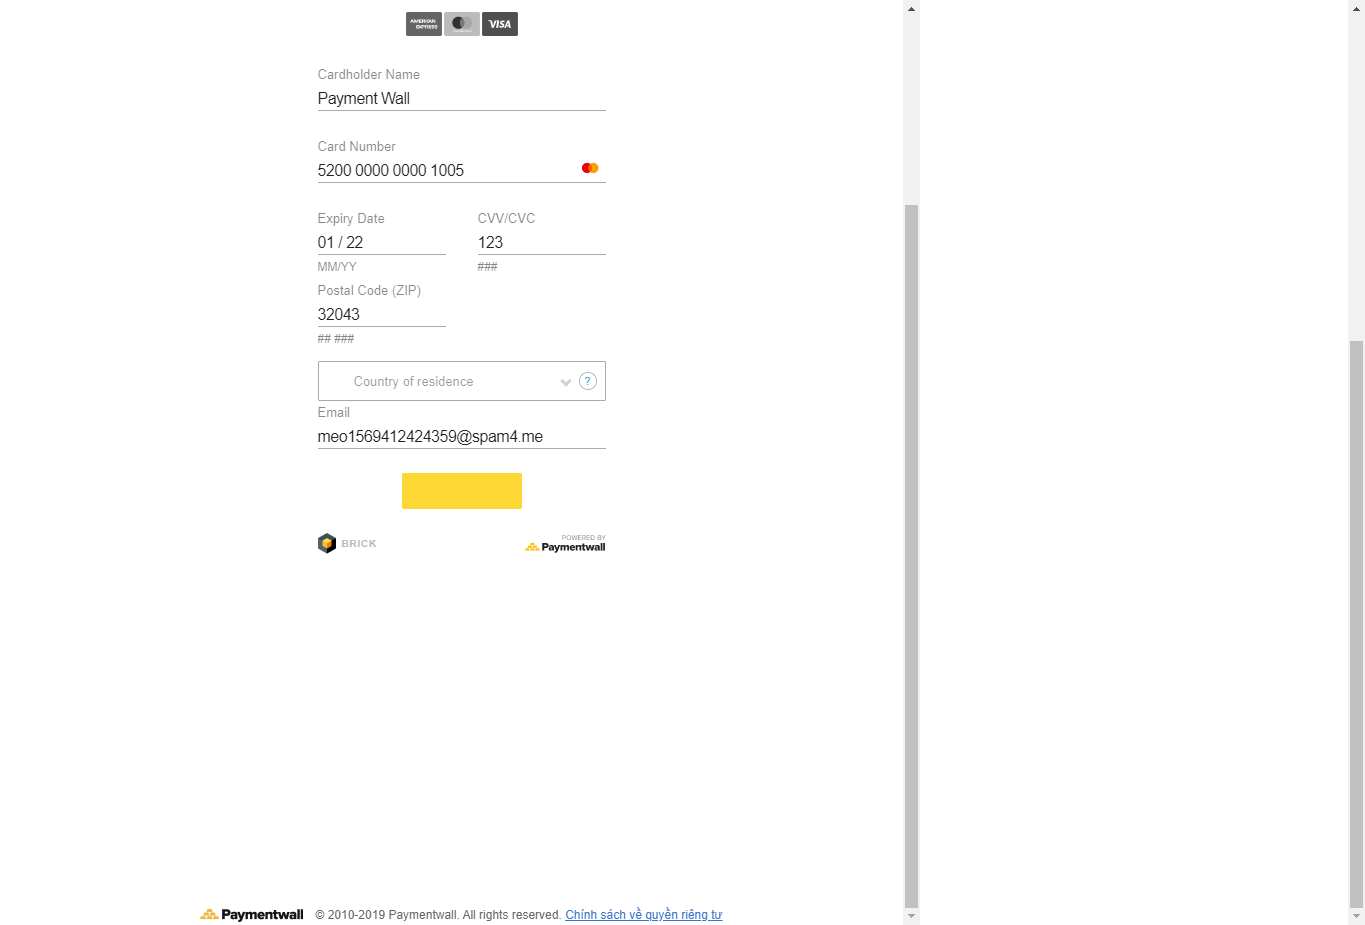 AMERICAN
EXPRESS
VISA
Cardholder Name
Payment Wall
Card Number
5200 0000 0000 1005
Expiry Date
CVV/CVC
01 / 22
123
MM/YY
###
Postal Code (ZIP)
32043
## ###
Country of residence
?
Email
meo1569412424359@spam4.me
BRICK
POWERED BY
Paymentwall
Paymentwall © 2010-2019 Paymentwall. All rights reserved. Chính sách về quyền riêng tư